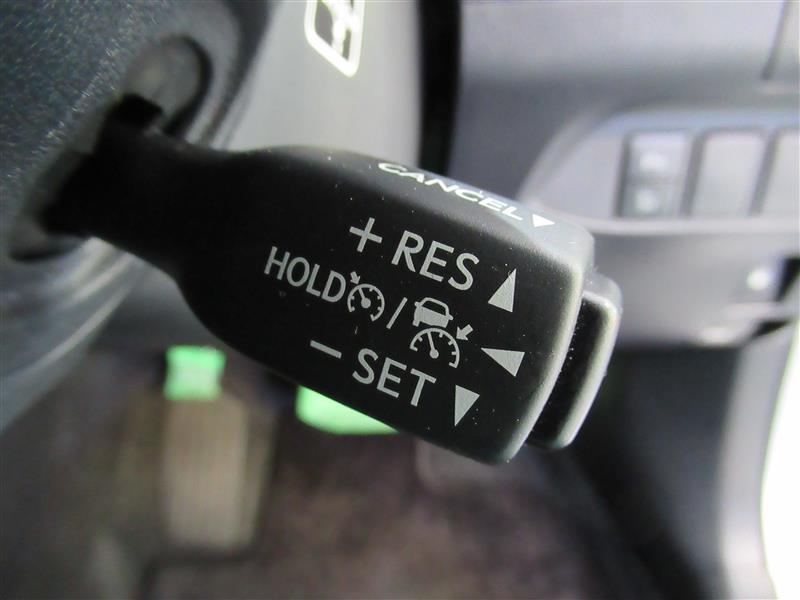 CANCEL ▼
+ RES ▲
HOLD /
− SET ▼